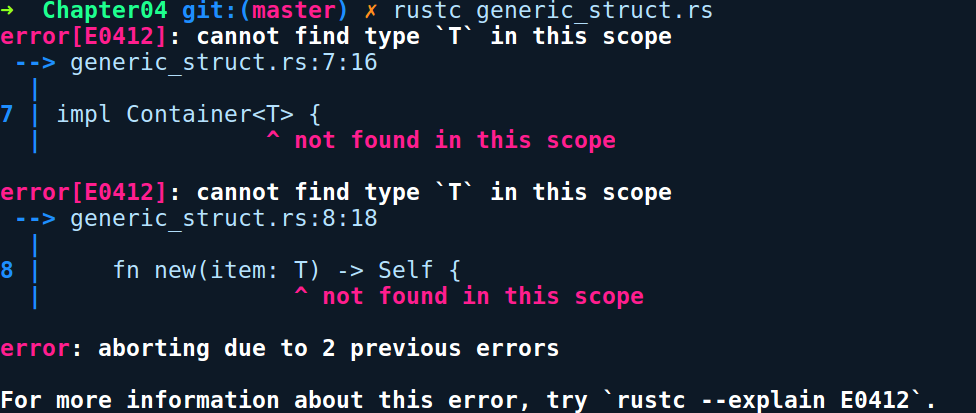 ➜  Chapter04 git:(master) ✗ rustc generic_struct.rs
error[E0412]: cannot find type `T` in this scope
 --> generic_struct.rs:7:16
  |
7 | impl Container<T> {
  |                ^ not found in this scope

error[E0412]: cannot find type `T` in this scope
 --> generic_struct.rs:8:18
  |
8 |     fn new(item: T) -> Self {
  |                  ^ not found in this scope

error: aborting due to 2 previous errors

For more information about this error, try `rustc --explain E0412`.